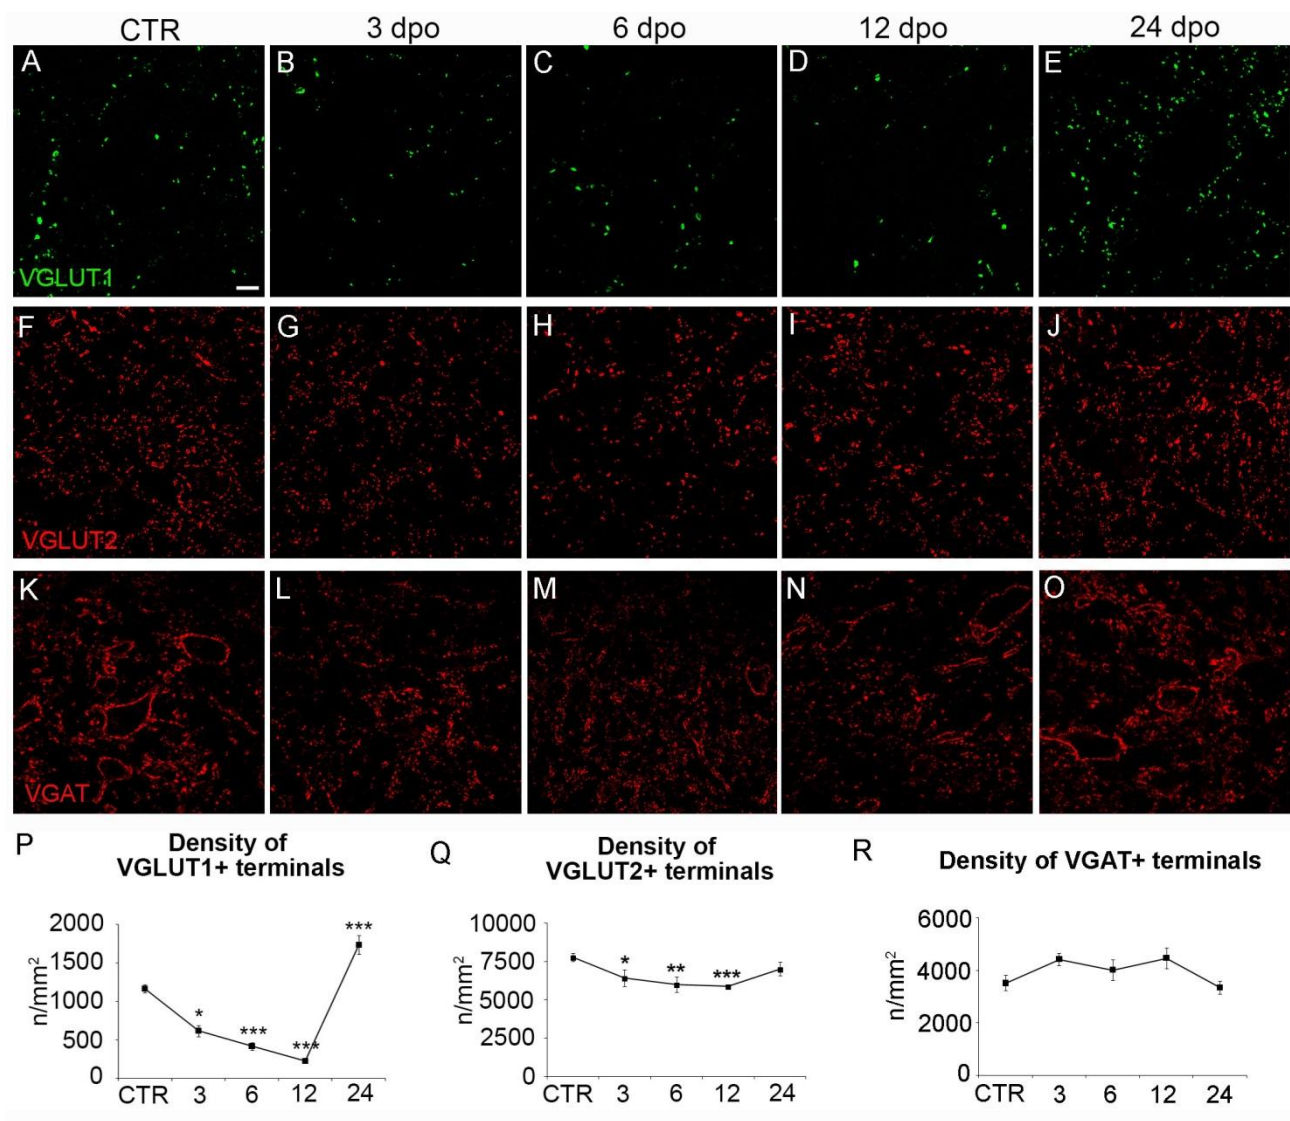 CTR 3 dpo 6 dpo 12 dpo 24 dpo
A B C D E
VGLUT1
F G H I J
VGLUT2
K L M N O
VGAT
P Density of
VGLUT1+ terminals
2000
1500
1000
500
0
n/mm²
* *** *** ***
CTR 3 6 12 24
Q Density of
VGLUT2+ terminals
10000
7500
5000
2500
0
n/mm²
* ** ***
CTR 3 6 12 24
R Density of VGAT+ terminals
6000
4000
2000
0
n/mm²
CTR 3 6 12 24